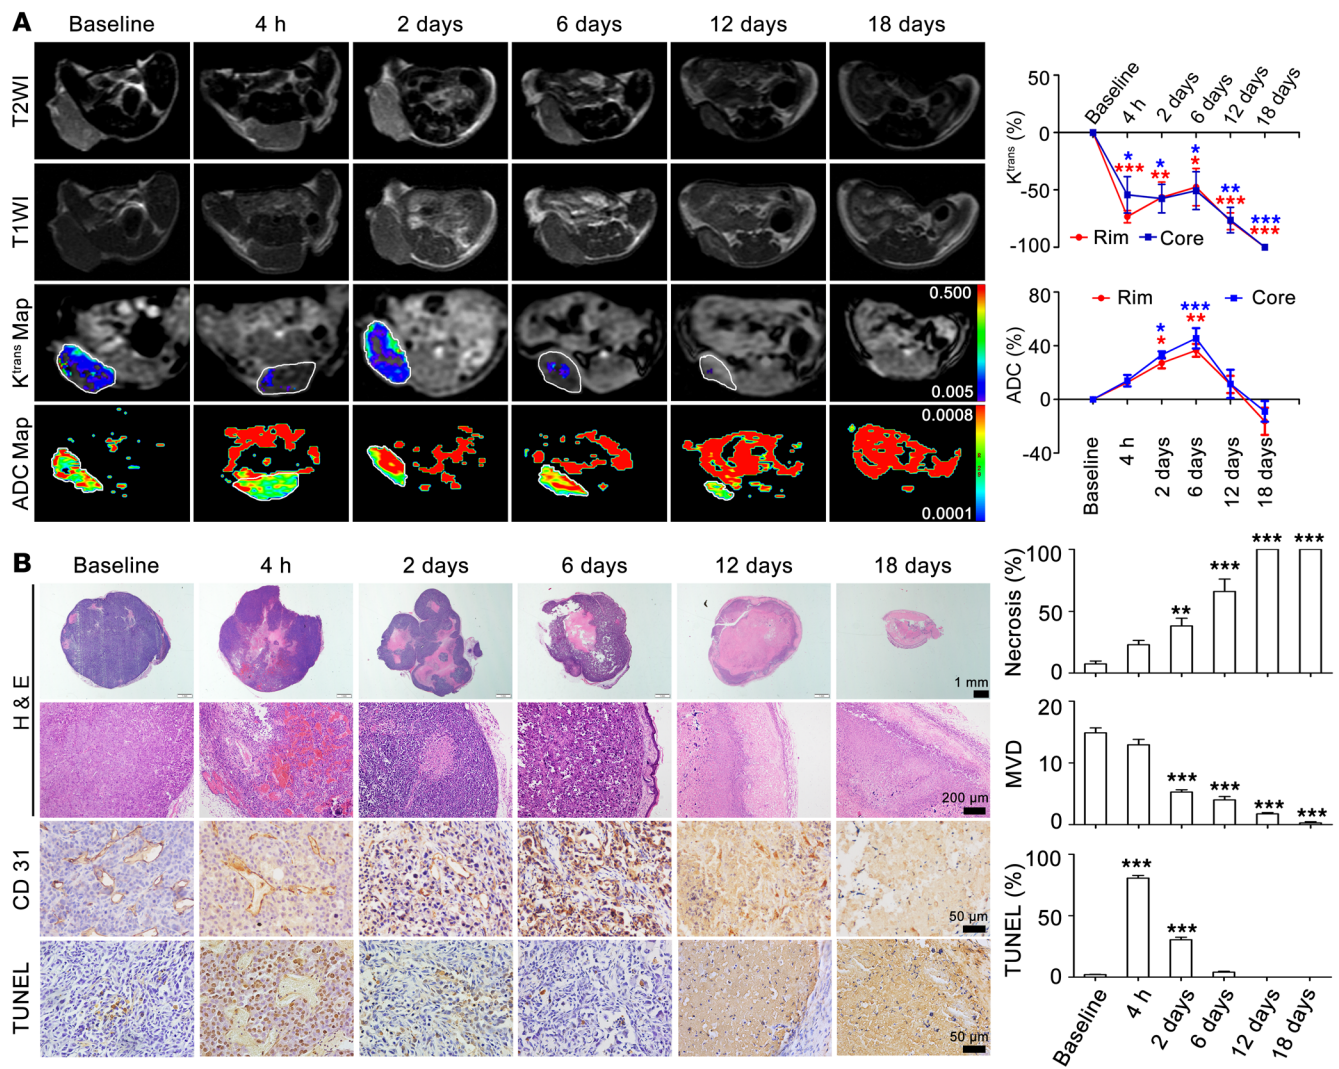 A
Baseline 4 h 2 days 6 days 12 days 18 days
T2WI
T1WI
Ktrans Map
0.500
0.005
ADC Map
0.0008
0.0001
Ktrans (%)
50
0
-50
-100
Baseline 4 h 2 days 6 days 12 days 18 days
* * * ** ***
*** ** * *** ***
Rim Core
ADC (%)
80
40
0
-40
Rim Core
* ***
* **
Baseline 4 h 2 days 6 days 12 days 18 days
B
Baseline 4 h 2 days 6 days 12 days 18 days
H & E
1 mm
200 µm
CD 31
50 µm
TUNEL
50 µm
Necrosis (%)
100
50
0
** *** *** ***
MVD
20
10
0
*** *** *** ***
TUNEL (%)
100
50
0
*** ***
Baseline 4 h 2 days 6 days 12 days 18 days